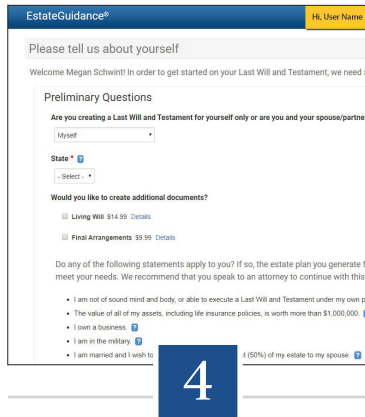 EstateGuidance®
Hi, User Name
Please tell us about yourself
Welcome Megan Schwint! In order to get started on your Last Will and Testament, we need
Preliminary Questions
Are you creating a Last Will and Testament for yourself only or are you and your spouse/partne
Myself
State * ?
- Select -
Would you like to create additional documents?
Living Will $14.99 Details
Final Arrangements $9.99 Details
Do any of the following statements apply to you? If so, the estate plan you generate
meet your needs. We recommend that you speak to an attorney to continue with this
• I am not of sound mind and body, or able to execute a Last Will and Testament under my own
• The value of all of my assets, including life insurance policies, is worth more than $1,000,000.
• I own a business. ?
• I am in the military. ?
• I am married and I wish to t (50%) of my estate to my spouse. ?
4